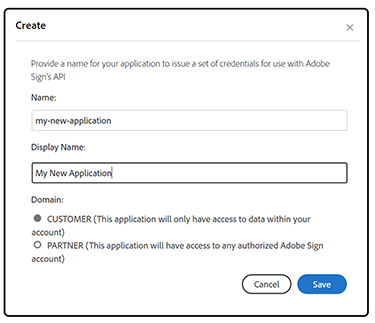 Create
Provide a name for your application to issue a set of credentials for use with Adobe
Sign's API
Name:
my-new-application
Display Name:
My New Application
Domain:
CUSTOMER (This application will only have access to data within your
account)
PARTNER (This application will have access to any authorized Adobe Sign
account)
Cancel
Save